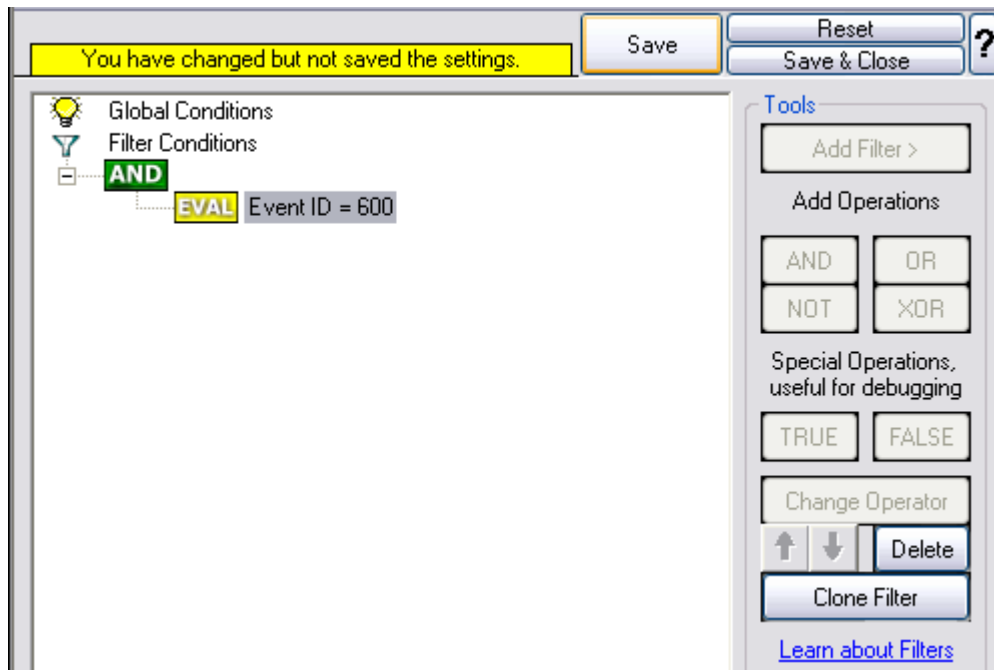 You have changed but not saved the settings.
Save
Reset
Save & Close
?
Global Conditions
Filter Conditions
AND
EVAL Event ID = 600
Tools
Add Filter >
Add Operations
AND OR
NOT XOR
Special Operations,
useful for debugging
TRUE FALSE
Change Operator
Delete
Clone Filter
Learn about Filters